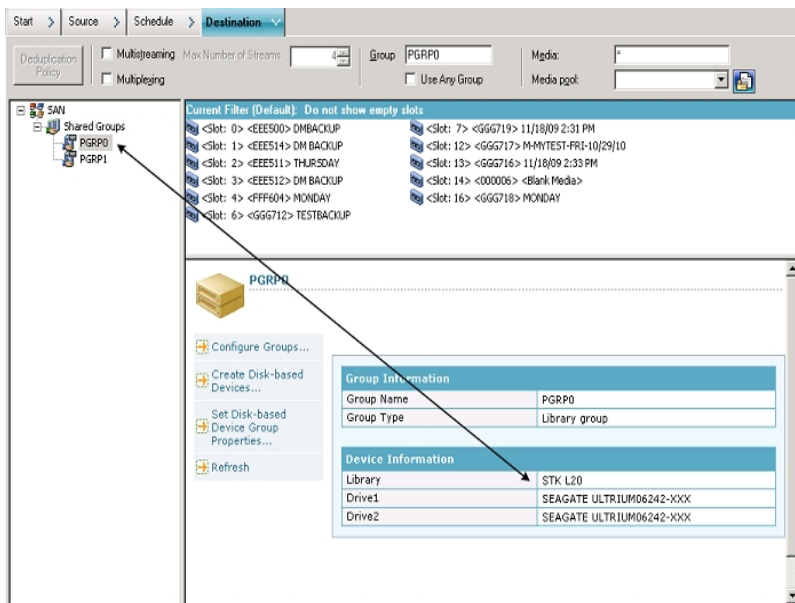 Start > Source > Schedule > Destination
Deduplication Policy
Multistreaming Max Number of Streams 4
Multiplexing
Group PGRP0
Use Any Group
Media: *
Media pool:
SAN
Shared Groups
PGRP0
PGRP1
Current Filter (Default): Do not show empty slots
<Slot: 0> <EEE500> DMBACKUP
<Slot: 1> <EEE514> DM BACKUP
<Slot: 2> <EEE511> THURSDAY
<Slot: 3> <EEE512> DM BACKUP
<Slot: 4> <FFF604> MONDAY
<Slot: 6> <GGG712> TESTBACKUP
<Slot: 7> <GGG719> 11/18/09 2:31 PM
<Slot: 12> <GGG717> M-MYTEST-FRI-10/29/10
<Slot: 13> <GGG716> 11/18/09 2:33 PM
<Slot: 14> <000006> <Blank Media>
<Slot: 16> <GGG718> MONDAY
PGRP0
Configure Groups...
Create Disk-based
Devices...
Set Disk-based
Device Group
Properties...
Refresh
Group Information
Group Name PGRP0
Group Type Library group
Device Information
Library STK L20
Drive1 SEAGATE ULTRIUM06242-XXX
Drive2 SEAGATE ULTRIUM06242-XXX